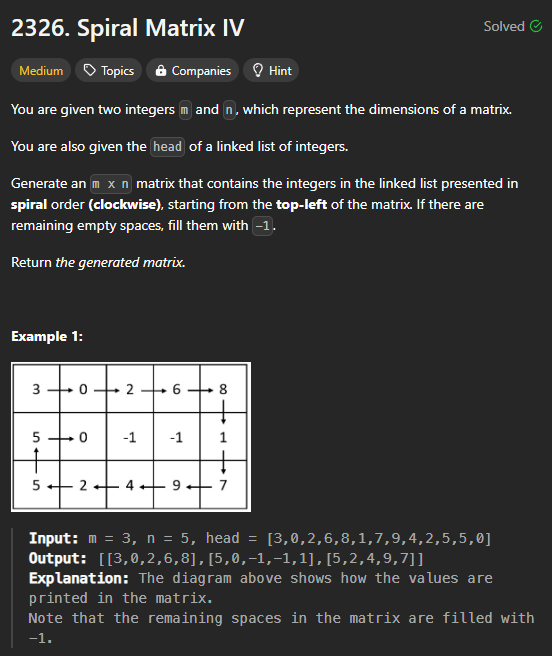 2326. Spiral Matrix IV
Solved
Medium Topics Companies Hint
You are given two integers m and n, which represent the dimensions of a matrix.
You are also given the head of a linked list of integers.
Generate an m x n matrix that contains the integers in the linked list presented in
spiral order (clockwise), starting from the top-left of the matrix. If there are
remaining empty spaces, fill them with -1.
Return the generated matrix.
Example 1:
3 0 2 6 8
5 0 -1 -1 1
5 2 4 9 7
Input: m = 3, n = 5, head = [3,0,2,6,8,1,7,9,4,2,5,5,0]
Output: [[3,0,2,6,8],[5,0,-1,-1,1],[5,2,4,9,7]]
Explanation: The diagram above shows how the values are
printed in the matrix.
Note that the remaining spaces in the matrix are filled with
-1.